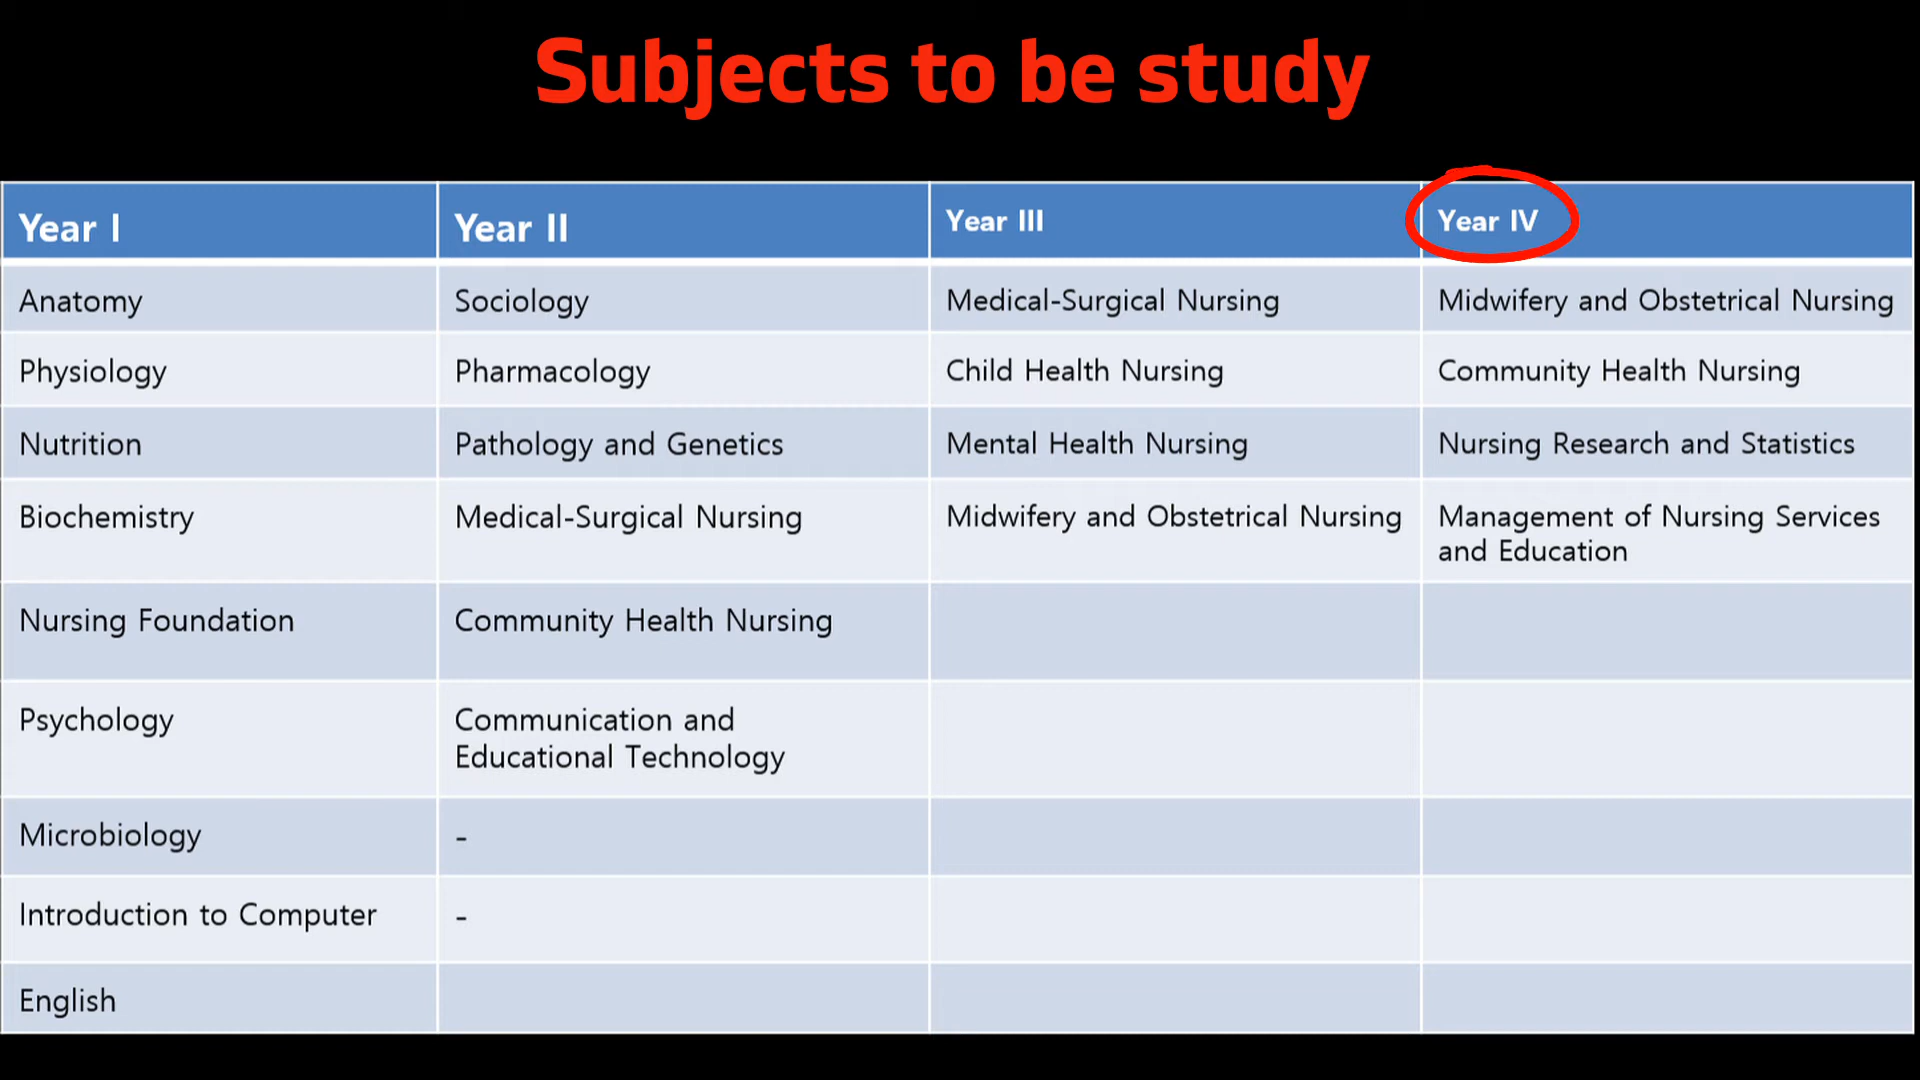 Subjects to be study
Year I Year II Year III Year IV
Anatomy Sociology Medical-Surgical Nursing Midwifery and Obstetrical Nursing
Physiology Pharmacology Child Health Nursing Community Health Nursing
Nutrition Pathology and Genetics Mental Health Nursing Nursing Research and Statistics
Biochemistry Medical-Surgical Nursing Midwifery and Obstetrical Nursing Management of Nursing Services
and Education
Nursing Foundation Community Health Nursing
Psychology Communication and
Educational Technology
Microbiology -
Introduction to Computer -
English